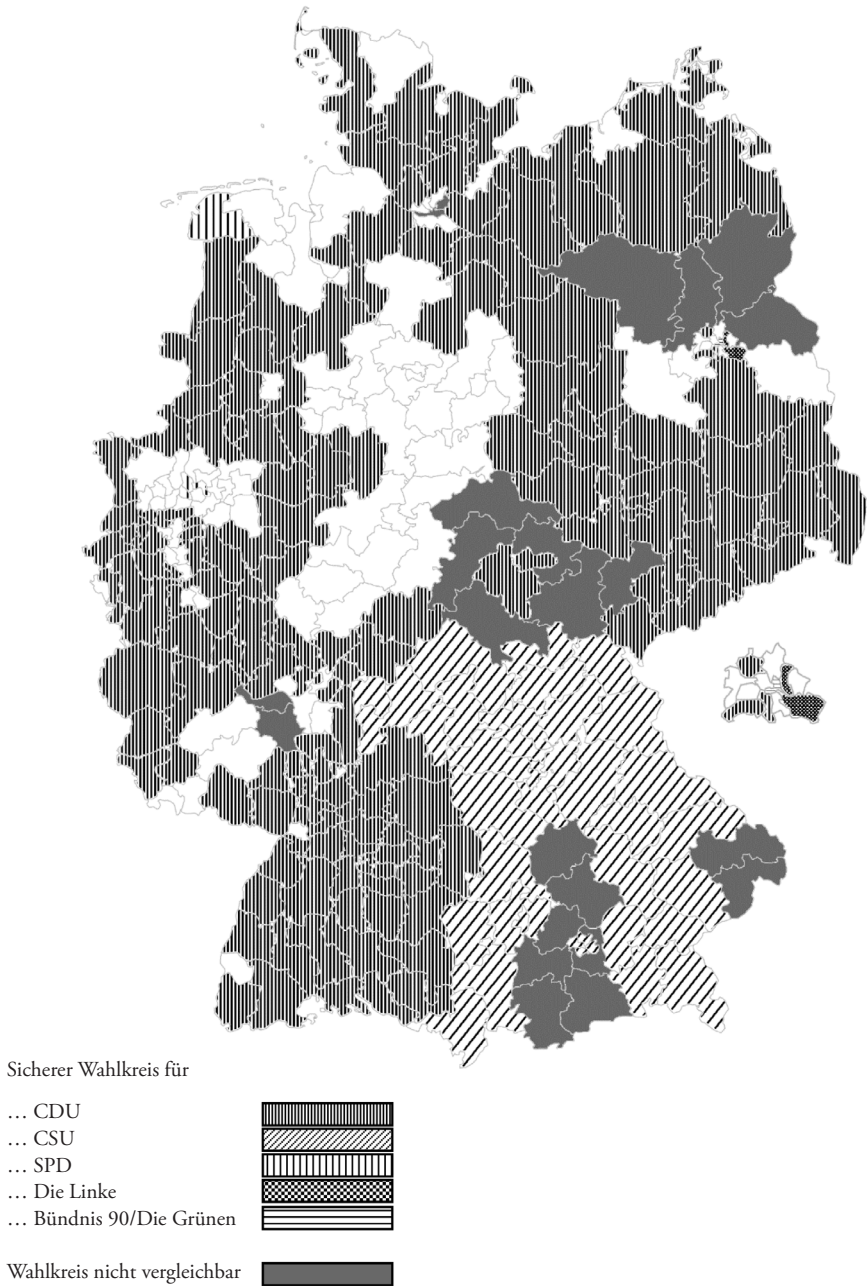 Sicherer Wahlkreis für
… CDU
… CSU
… SPD
… Die Linke
… Bündnis 90/Die Grünen
Wahlkreis nicht vergleichbar